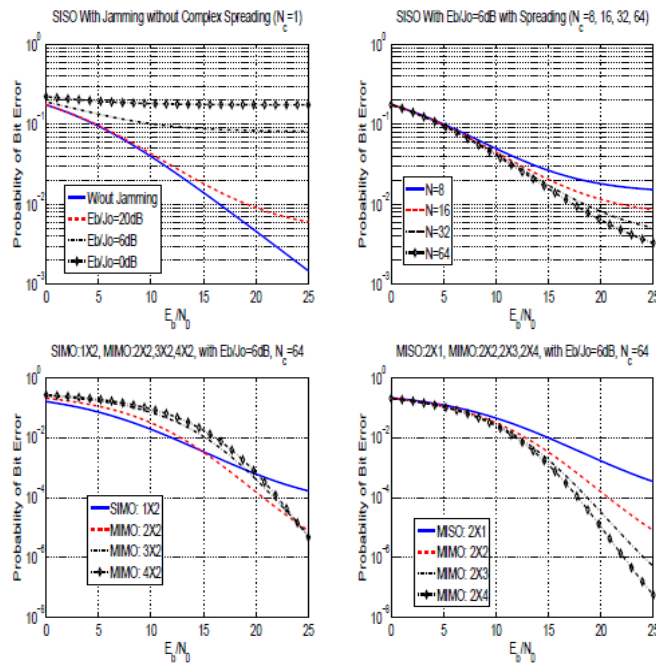 SISO With Jamming without Complex Spreading (N_c=1)
Probability of Bit Error
10^0
10^-1
10^-2
10^-3
W/out Jamming
Eb/Jo=20dB
Eb/Jo=6dB
Eb/Jo=0dB
0 5 10 15 20 25
E_b/N_0
SISO With Eb/Jo=6dB with Spreading (N_c=8, 16, 32, 64)
Probability of Bit Error
10^0
10^-1
10^-2
10^-3
N=8
N=16
N=32
N=64
0 5 10 15 20 25
E_b/N_0
SIMO:1X2, MIMO:2X2,3X2,4X2, with Eb/Jo=6dB, N_c=64
Probability of Bit Error
10^0
10^-2
10^-4
10^-6
10^-8
SIMO: 1X2
MIMO: 2X2
MIMO: 3X2
MIMO: 4X2
0 5 10 15 20 25
E_b/N_0
MISO:2X1, MIMO:2X2,2X3,2X4, with Eb/Jo=6dB, N_c=64
Probability of Bit Error
10^0
10^-2
10^-4
10^-6
10^-8
MISO: 2X1
MIMO: 2X2
MIMO: 2X3
MIMO: 2X4
0 5 10 15 20 25
E_b/N_0